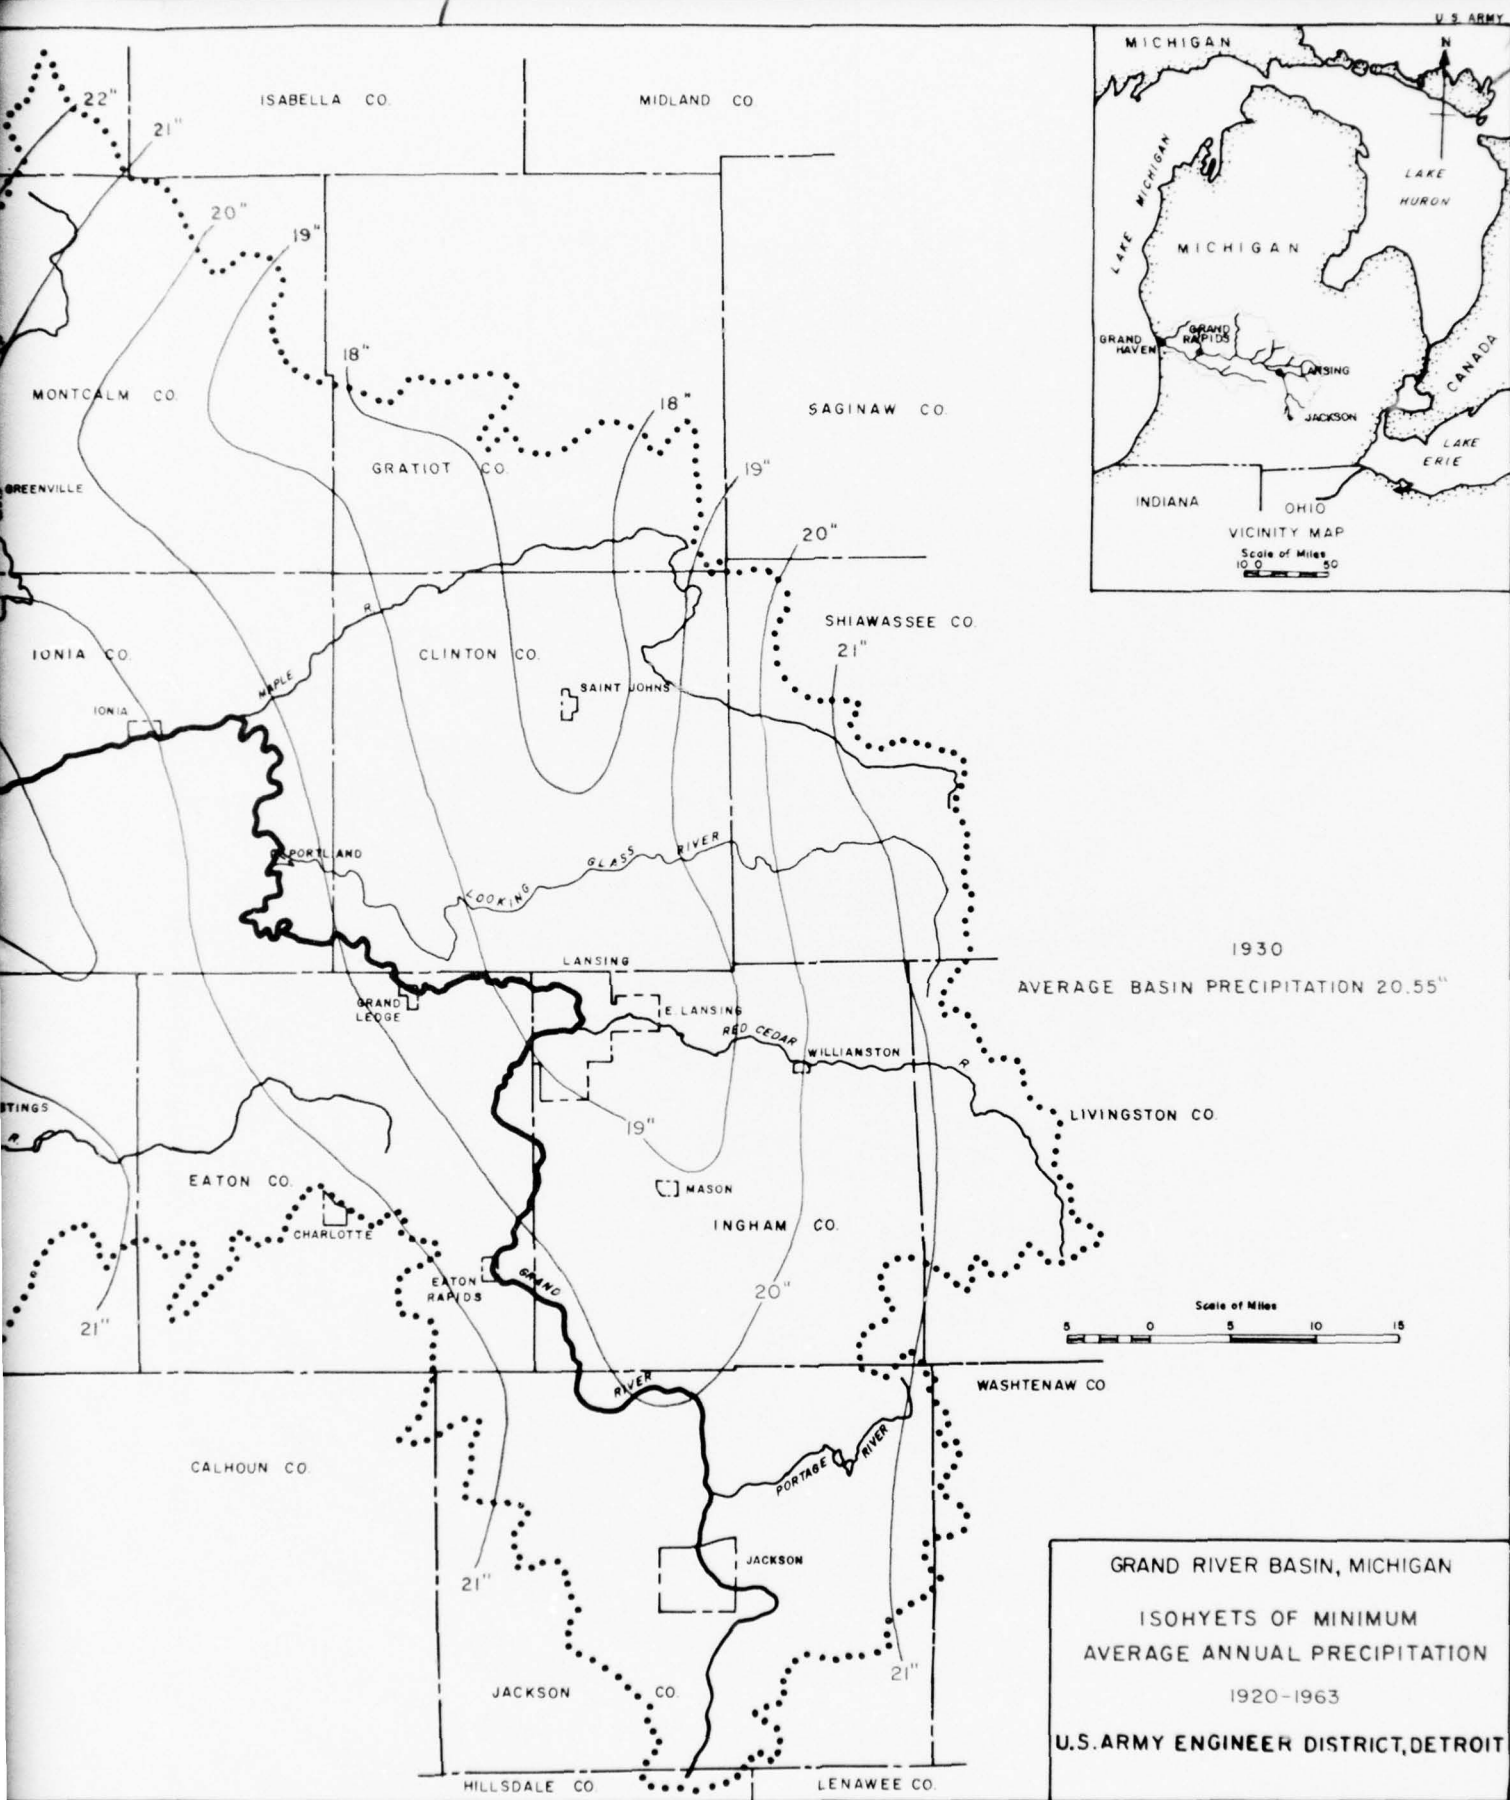 U. S. ARMY
22"
21"
20"
19"
18"
18"
19"
20"
21"
ISABELLA CO.
MIDLAND CO.
MONTCALM CO.
GRATIOT CO.
SAGINAW CO.
GREENVILLE
IONIA CO.
CLINTON CO.
SHIAWASSEE CO.
MAPLE R.
IONIA
SAINT JOHNS
PORTLAND
LOOKING GLASS RIVER
LANSING
GRAND
LEDGE
E. LANSING
RED CEDAR R.
WILLIAMSTON
STINGS
R.
19"
LIVINGSTON CO.
EATON CO.
MASON
CHARLOTTE
INGHAM CO.
EATON
RAPIDS
GRAND RIVER
20"
21"
WASHTENAW CO
CALHOUN CO.
PORTAGE RIVER
JACKSON
21"
21"
JACKSON CO.
HILLSDALE CO.
LENAWEE CO.
MICHIGAN
N
LAKE MICHIGAN
LAKE
HURON
MICHIGAN
GRAND
HAVEN
GRAND
RAPIDS
LANSING
JACKSON
CANADA
LAKE
ERIE
INDIANA
OHIO
VICINITY MAP
Scale of Miles
10 0 50
1930
AVERAGE BASIN PRECIPITATION 20.55"
Scale of Miles
5 0 5 10 15
GRAND RIVER BASIN, MICHIGAN
ISOHYETS OF MINIMUM
AVERAGE ANNUAL PRECIPITATION
1920-1963
U.S. ARMY ENGINEER DISTRICT, DETROIT